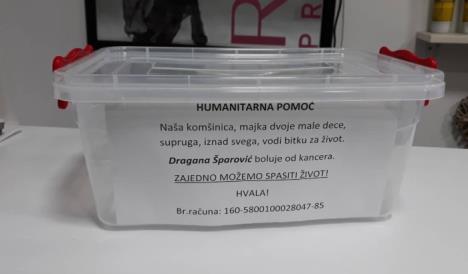 HUMANITARNA POMOĆ
Naša komšinica, majka dvoje male dece,
supruga, iznad svega, vodi bitku za život.
Dragana Šparović boluje od kancera.
ZAJEDNO MOŽEMO SPASITI ŽIVOT!
HVALA!
Br.računa: 160-5800100028047-85